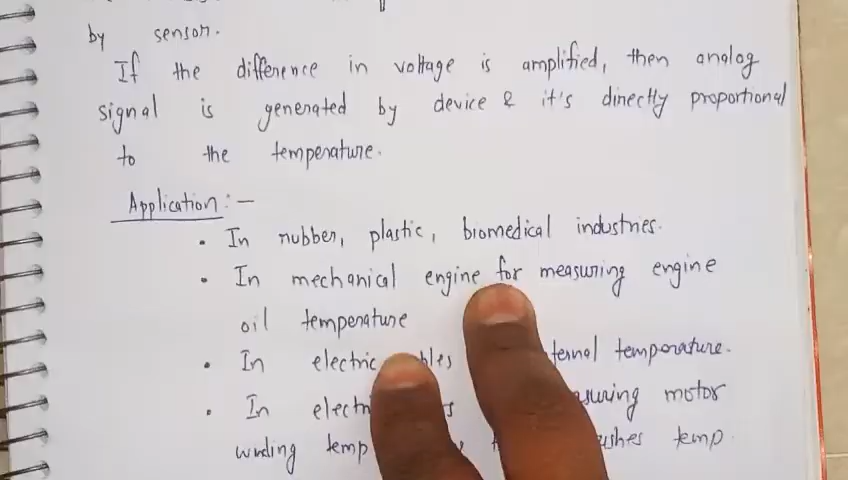 by sensor.
If the difference in voltage is amplified, then analog
signal is generated by device & it's directly proportional
to the temperature.
Application :-
• In rubber, plastic, biomedical industries.
• In mechanical engine for measuring engine
oil temperature
• In electric temperature.
• In motor
winding temp temp.